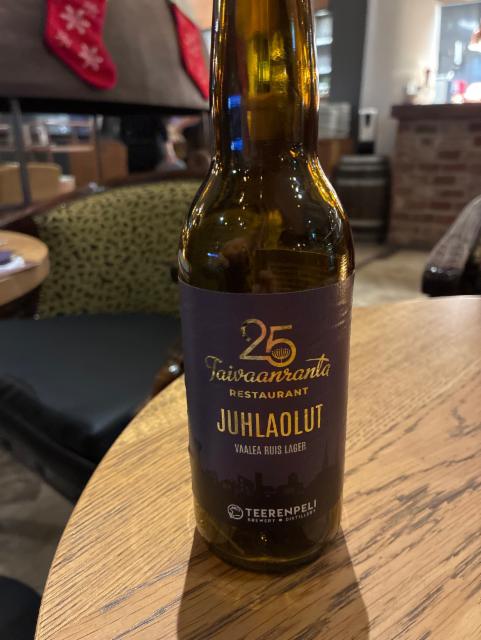 25
Taivaanranta
RESTAURANT
JUHLAOLUT
VAALEA RUIS LAGER
TEERENPELI
BREWERY & DISTILLERY